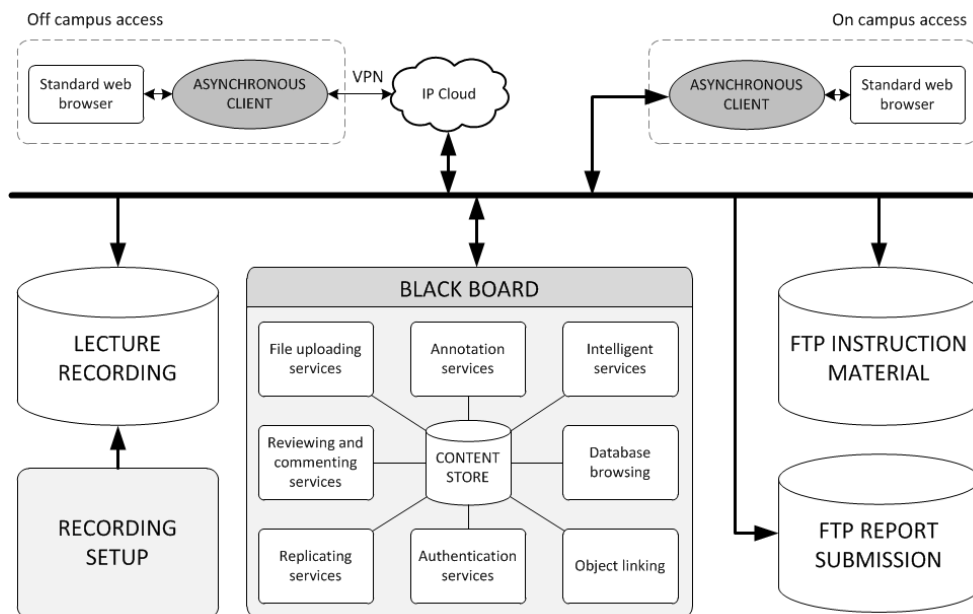 Off campus access
On campus access
Standard web
browser
ASYNCHRONOUS
CLIENT
VPN
IP Cloud
ASYNCHRONOUS
CLIENT
Standard web
browser
LECTURE
RECORDING
RECORDING
SETUP
BLACK BOARD
File uploading
services
Annotation
services
Intelligent
services
Reviewing and
commenting
services
CONTENT
STORE
Database
browsing
Replicating
services
Authentication
services
Object linking
FTP INSTRUCTION
MATERIAL
FTP REPORT
SUBMISSION